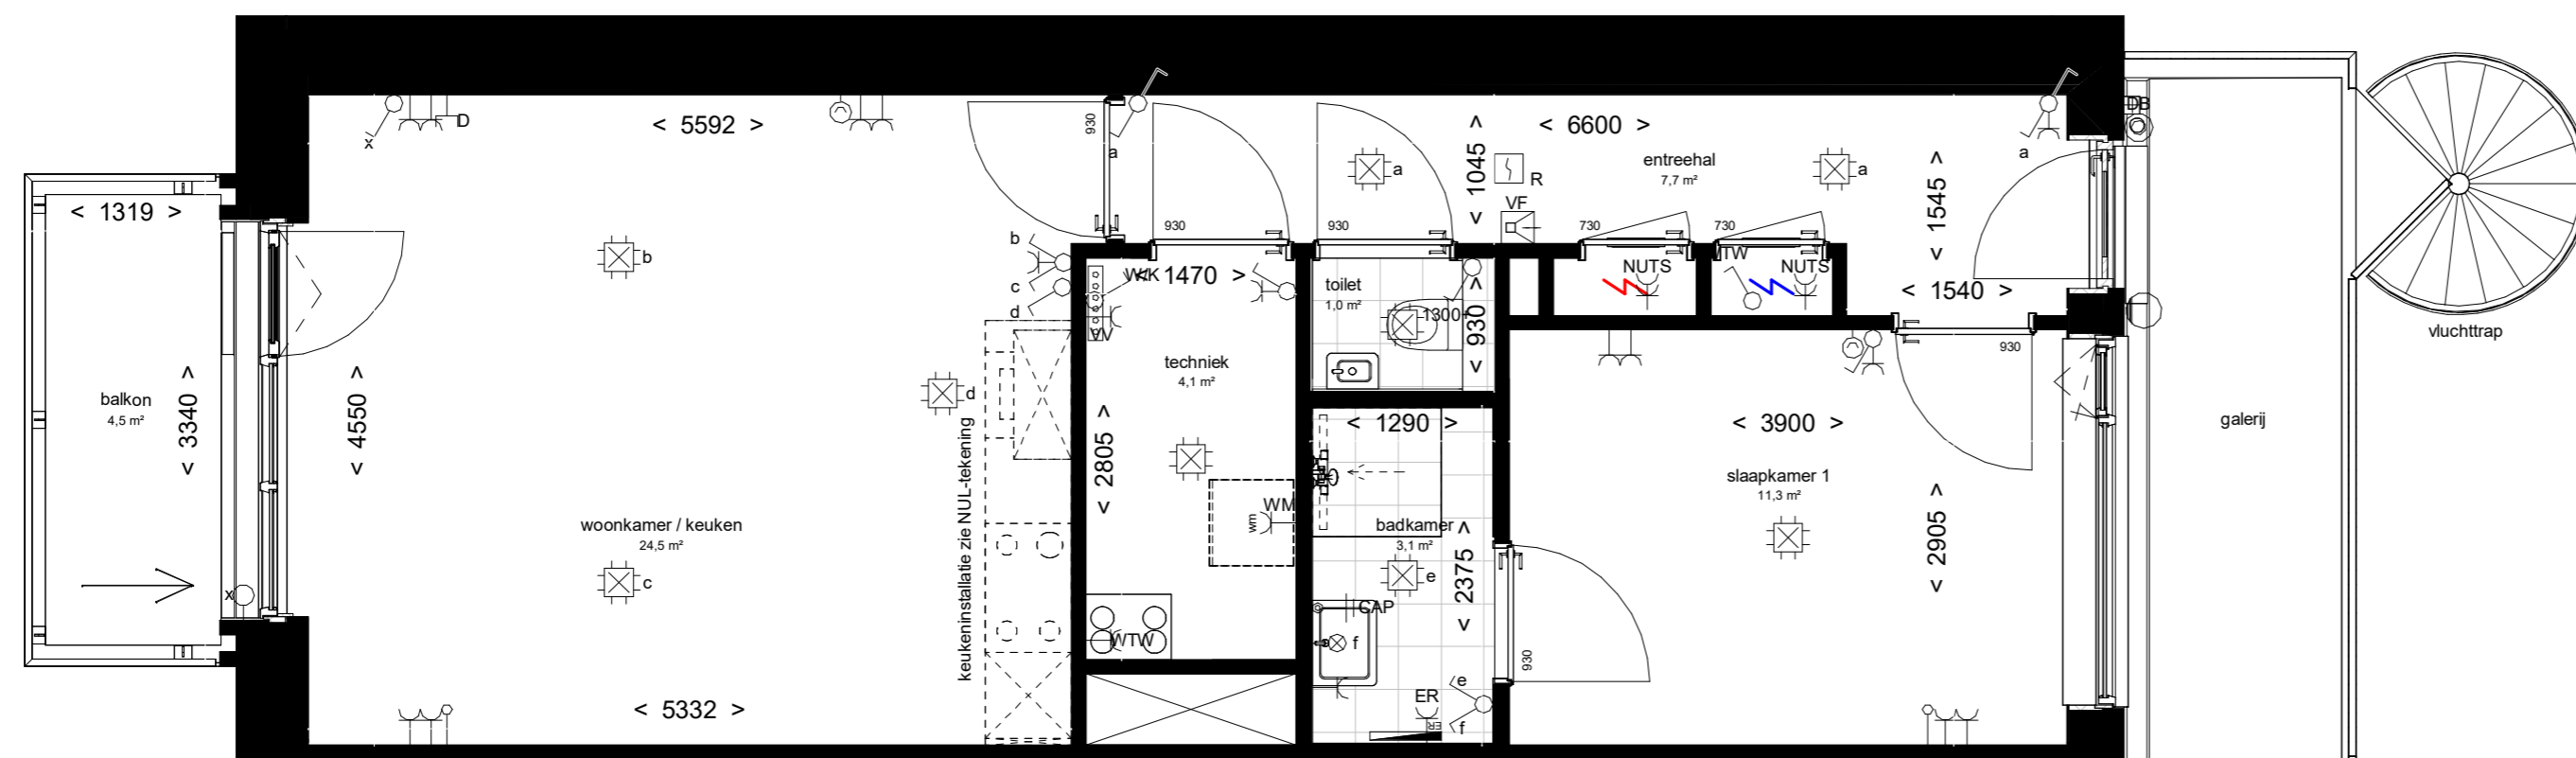 < 5592 >
930
a
< 1045 >
< 6600 >
entreehal
7,7 m²
DB
D
x
a
a
a
R
VF
< 1545 >
< 1319 >
930
930
730
730
b
b
c
d
WK
< 1470 >
toilet
1,0 m²
1300+
< 930 >
NUTS
MTW
NUTS
< 1540 >
VV
930
vluchttrap
balkon
4,5 m²
< 3340 >
< 4550 >
d
techniek
4,1 m²
< 2805 >
< 1290 >
< 3900 >
galerij
slaapkamer 1
11,3 m²
keukeninstallatie zie NUL-tekening
woonkamer / keuken
24,5 m²
WM
wm
badkamer
3,1 m²
< 2375 >
< 2905 >
c
x
e
CAP
WTW
f
930
< 5332 >
ER
e
ER
f